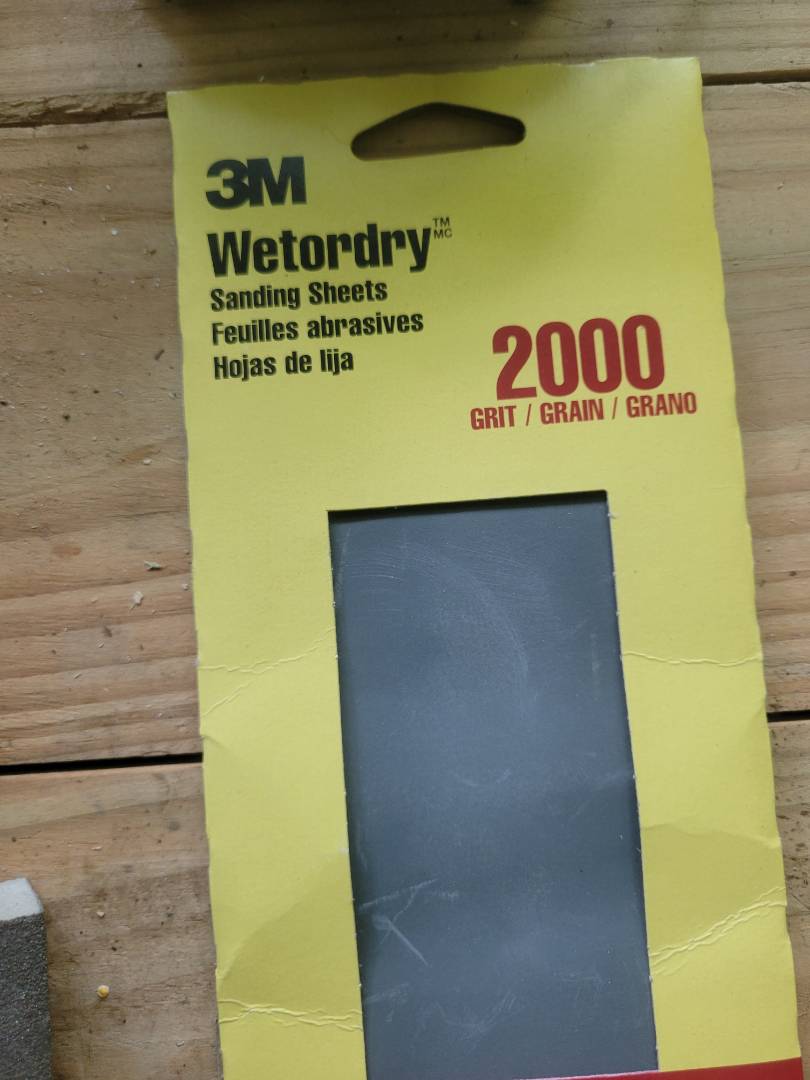 3M
Wetordry™ MC
Sanding Sheets
Feuilles abrasives
Hojas de lija
2000
GRIT / GRAIN / GRANO